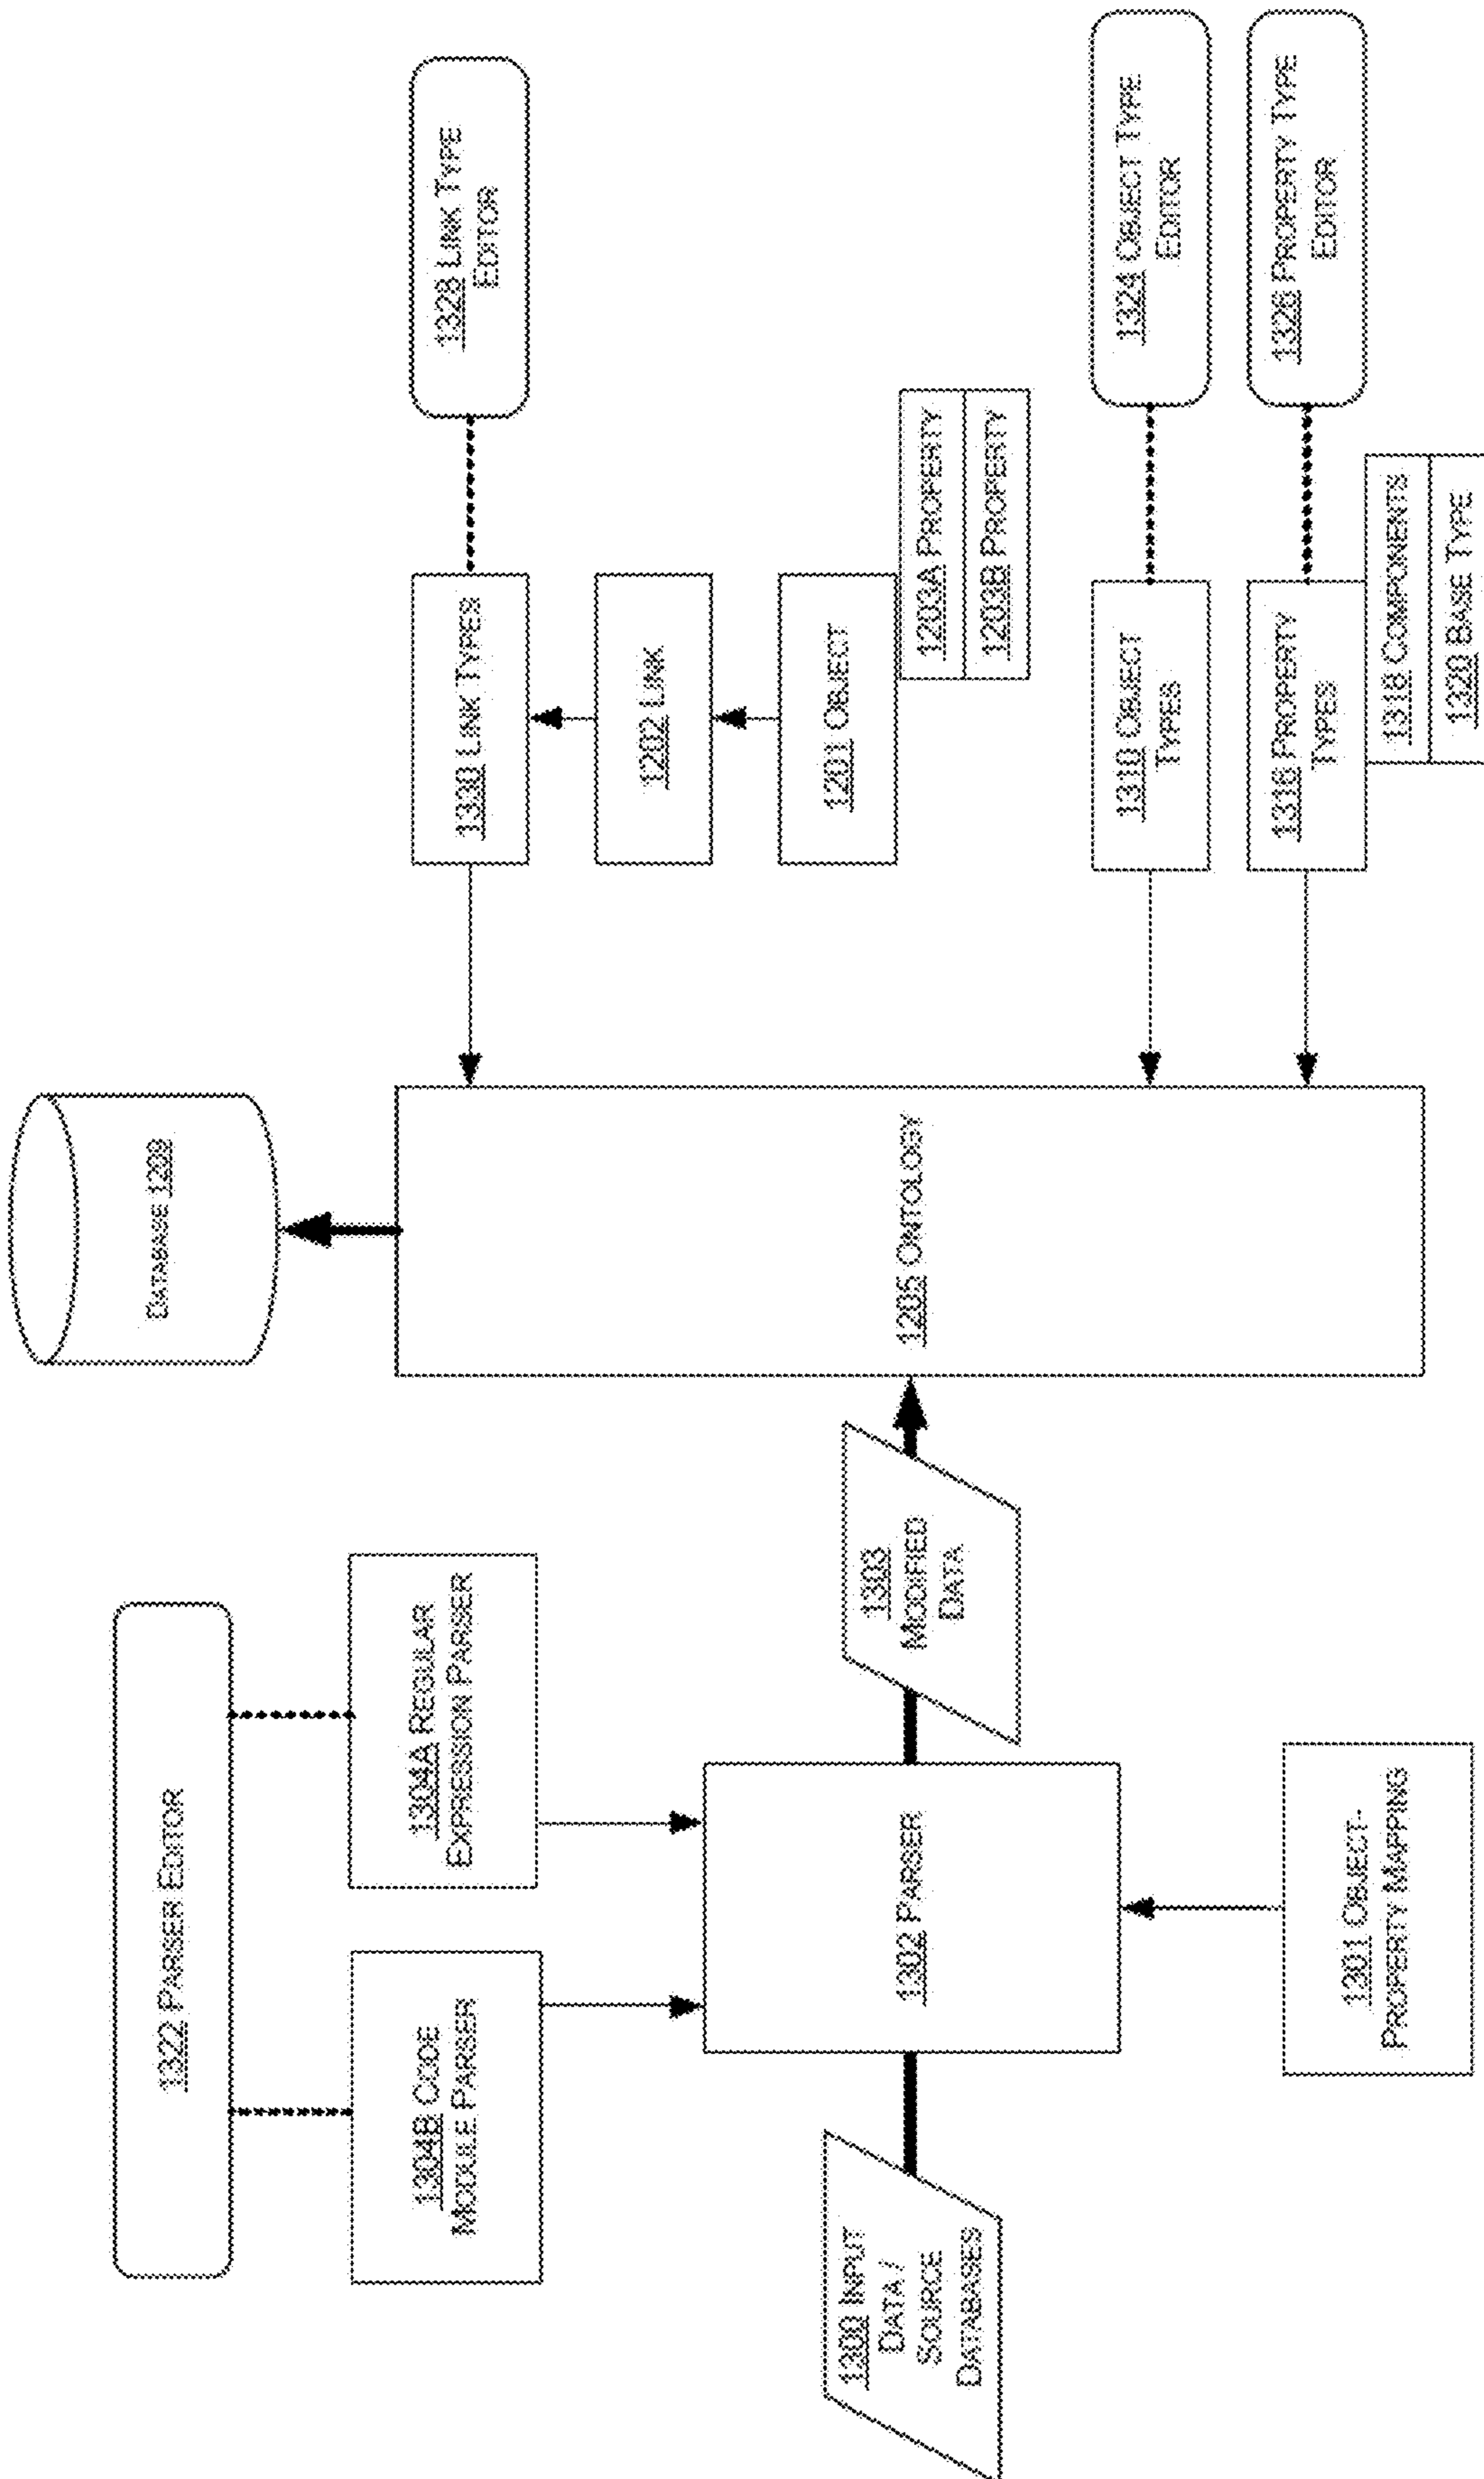 1322 PARSER EDITOR
1304B CODE
MODULE PARSER
1304A REGULAR
EXPRESSION PARSER
1300 INPUT
DATA /
SOURCE
DATABASES
1302 PARSER
1303
MODIFIED
DATA
1301 OBJECT-
PROPERTY MAPPING
DATABASE 1209
1205 ONTOLOGY
1330 LINK TYPES
1328 LINK TYPE
EDITOR
1202 LINK
1201 OBJECT
1203A PROPERTY
1203B PROPERTY
1310 OBJECT
TYPES
1324 OBJECT TYPE
EDITOR
1316 PROPERTY
TYPES
1326 PROPERTY TYPE
EDITOR
1318 COMPONENTS
1220 BASE TYPE